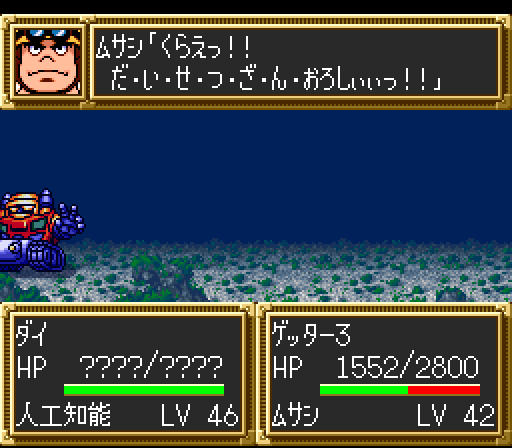 ムサシ「くらえっ!!
だ・い・せ・つ・ざ・ん・おろしぃぃっ!!」
ダイ
HP ????/????
人工知能 LV 46
ゲッター3
HP 1552/2800
ムサシ LV 42